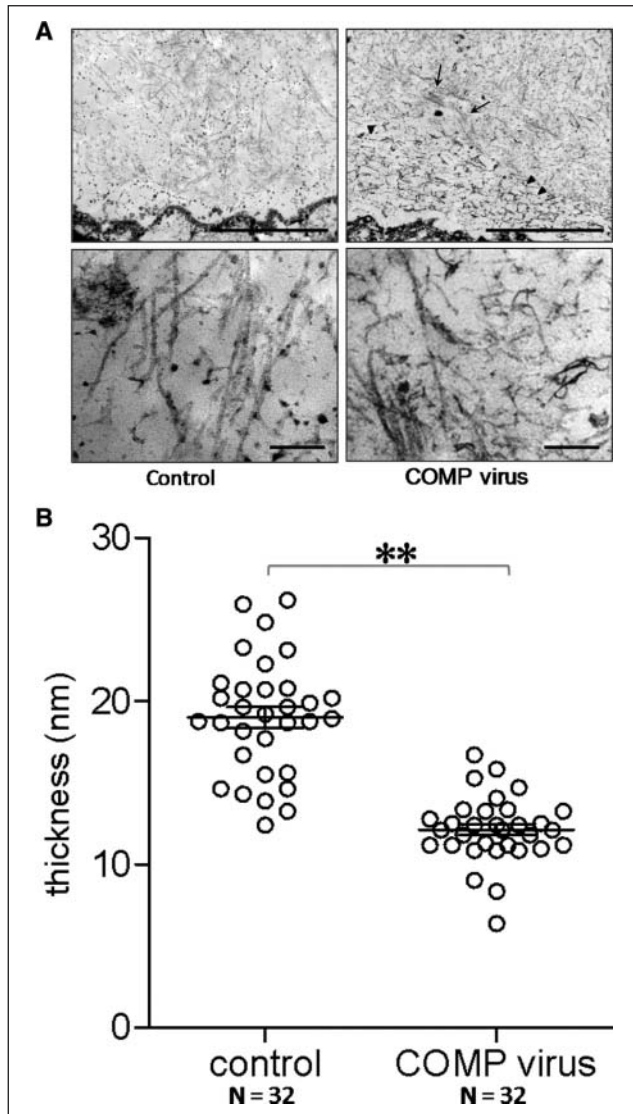 A
Control
COMP virus
B
30
**
20
10
0
thickness (nm)
control
COMP virus
N = 32
N = 32